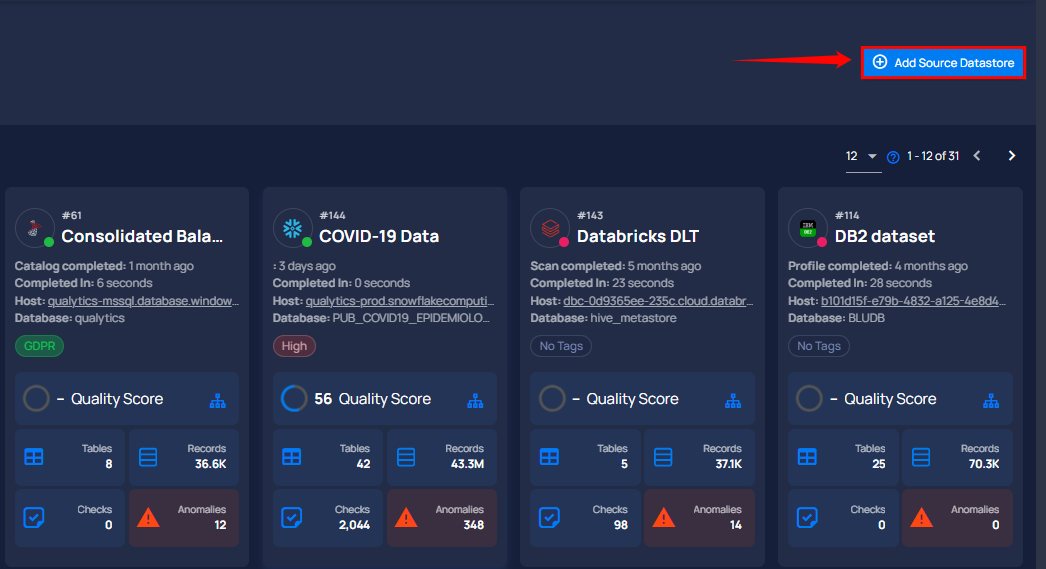 Add Source Datastore
12 1 - 12 of 31
#61
Consolidated Bala...
Catalog completed: 1 month ago
Completed In: 6 seconds
Host: qualytics-mssql.database.window...
Database: qualytics
GDPR
– Quality Score
Tables
8
Records
36.6K
Checks
0
Anomalies
12
#144
COVID-19 Data
: 3 days ago
Completed In: 0 seconds
Host: qualytics-prod.snowflakecomputi...
Database: PUB_COVID19_EPIDEMIOLO...
High
56 Quality Score
Tables
42
Records
43.3M
Checks
2,044
Anomalies
348
#143
Databricks DLT
Scan completed: 5 months ago
Completed In: 23 seconds
Host: dbc-0d9365ee-235c.cloud.databr...
Database: hive_metastore
No Tags
– Quality Score
Tables
5
Records
37.1K
Checks
98
Anomalies
14
IBM
DB2
#114
DB2 dataset
Profile completed: 4 months ago
Completed In: 28 seconds
Host: b101d15f-e79b-4832-a125-4e8d4...
Database: BLUDB
No Tags
– Quality Score
Tables
25
Records
70.3K
Checks
0
Anomalies
0